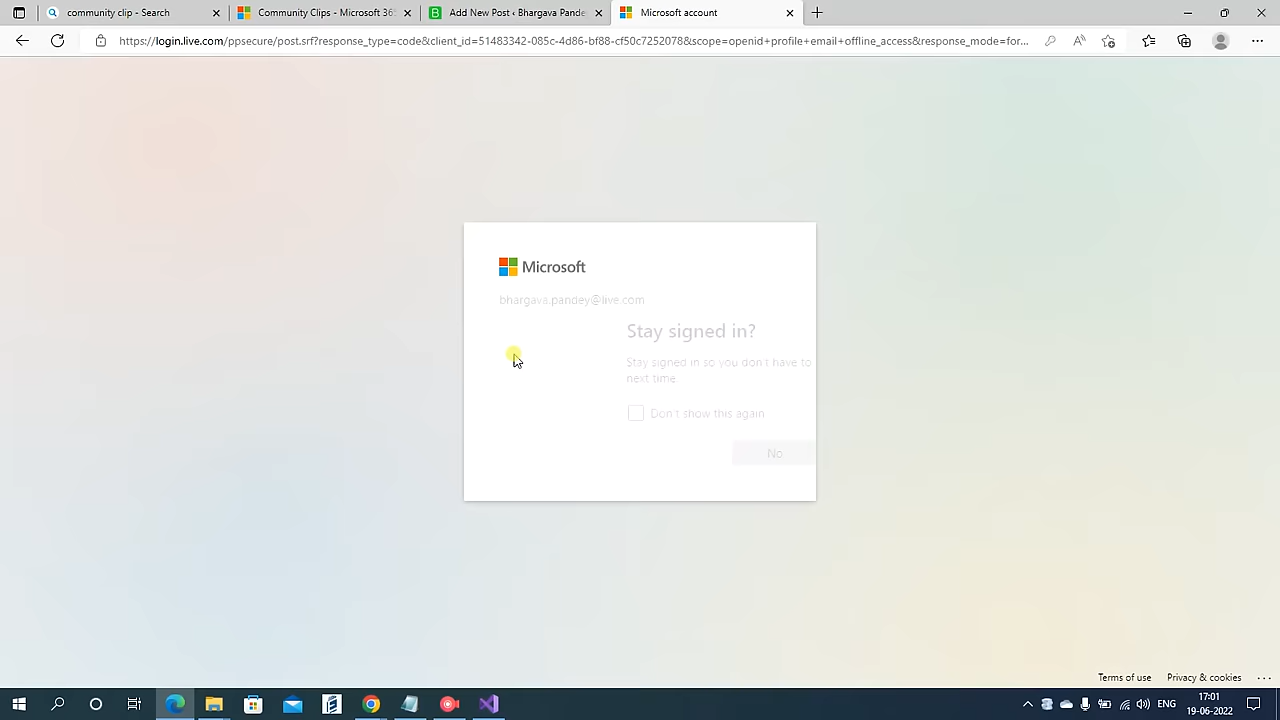 community clip - Search
Community Clips - Microsoft 365
Add New Post ‹ Bhargava Pande
Microsoft account
https://login.live.com/ppsecure/post.srf?response_type=code&client_id=51483342-085c-4d86-bf88-cf50c7252078&scope=openid+profile+email+offline_access&response_mode=for...
Microsoft
bhargava.pandey@live.com
Stay signed in?
Stay signed in so you don't have to
next time.
Don't show this again
No
Terms of use
Privacy & cookies
...
ENG
17:01
19-06-2022